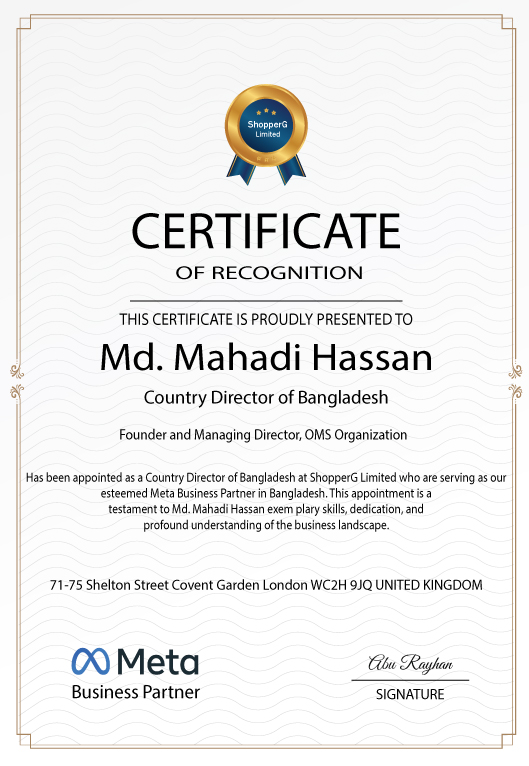 ShopperG
Limited
CERTIFICATE
OF RECOGNITION
THIS CERTIFICATE IS PROUDLY PRESENTED TO
Md. Mahadi Hassan
Country Director of Bangladesh
Founder and Managing Director, OMS Organization
Has been appointed as a Country Director of Bangladesh at ShopperG Limited who are serving as our
esteemed Meta Business Partner in Bangladesh. This appointment is a
testament to Md. Mahadi Hassan exem plary skills, dedication, and
profound understanding of the business landscape.
71-75 Shelton Street Covent Garden London WC2H 9JQ UNITED KINGDOM
Meta
Business Partner
Abu Rayhan
SIGNATURE